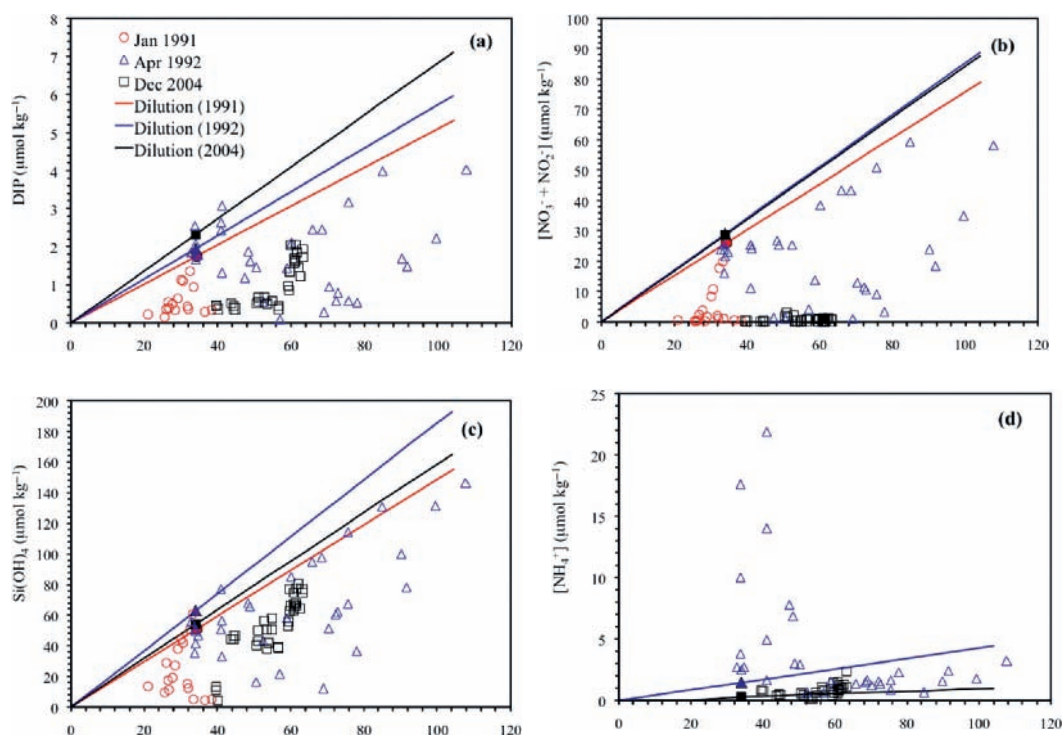 (a)
Jan 1991
Apr 1992
Dec 2004
Dilution (1991)
Dilution (1992)
Dilution (2004)
DIP (μmol kg⁻¹)
8
7
6
5
4
3
2
1
0
0 20 40 60 80 100 120
(b)
[NO₃⁻ + NO₂⁻] (μmol kg⁻¹)
100
90
80
70
60
50
40
30
20
10
0
0 20 40 60 80 100 120
(c)
Si(OH)₄ (μmol kg⁻¹)
200
180
160
140
120
100
80
60
40
20
0
0 20 40 60 80 100 120
(d)
[NH₄⁺] (μmol kg⁻¹)
25
20
15
10
5
0
0 20 40 60 80 100 120